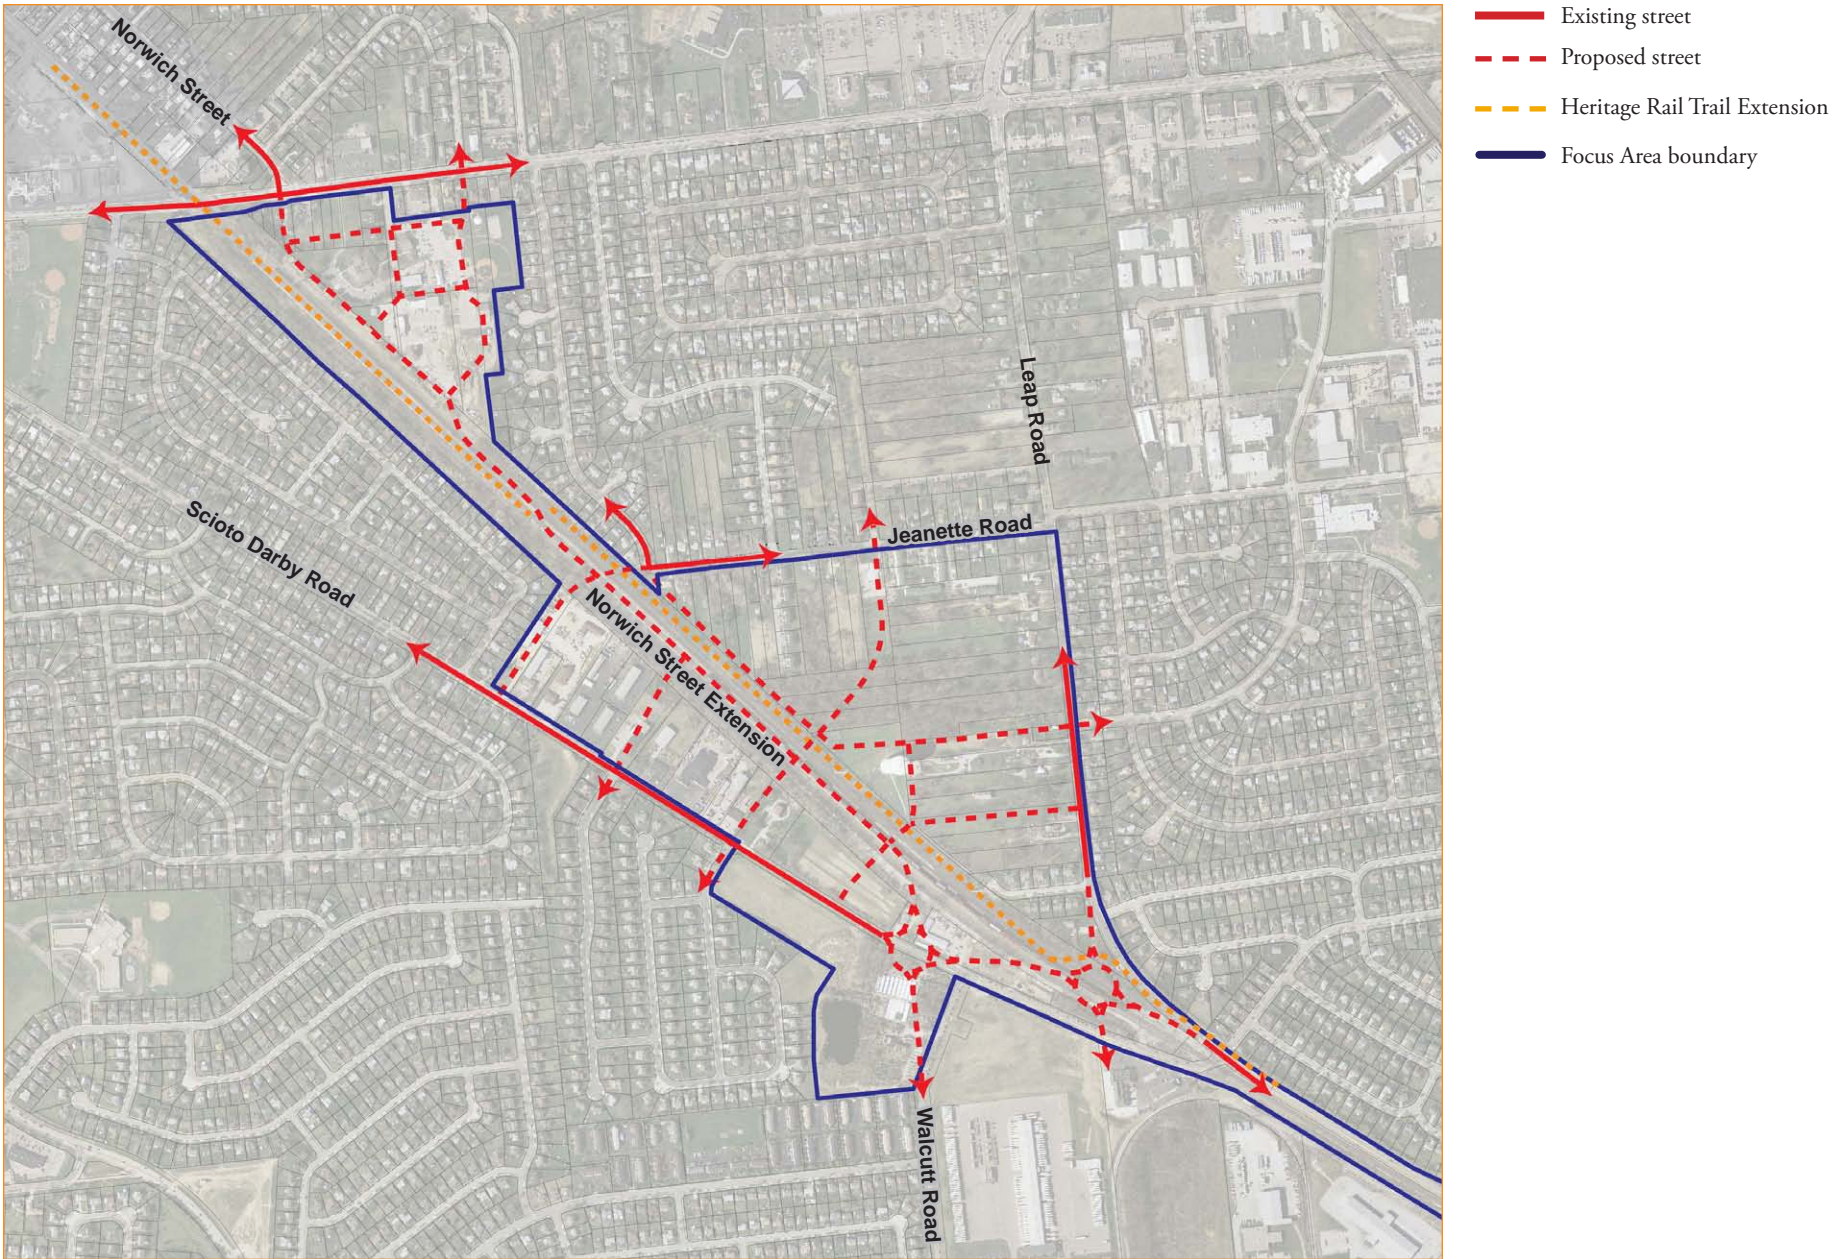 Existing street
Proposed street
Heritage Rail Trail Extension
Focus Area boundary
Norwich Street
Leap Road
Scioto Darby Road
Jeanette Road
Norwich Street Extension
Walcutt Road